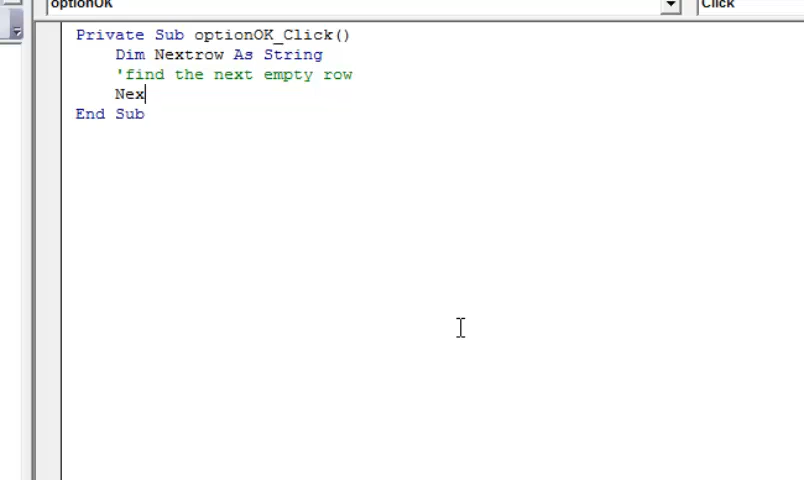 optionOK
Click
Private Sub optionOK_Click()
Dim Nextrow As String
'find the next empty row
Nex
End Sub